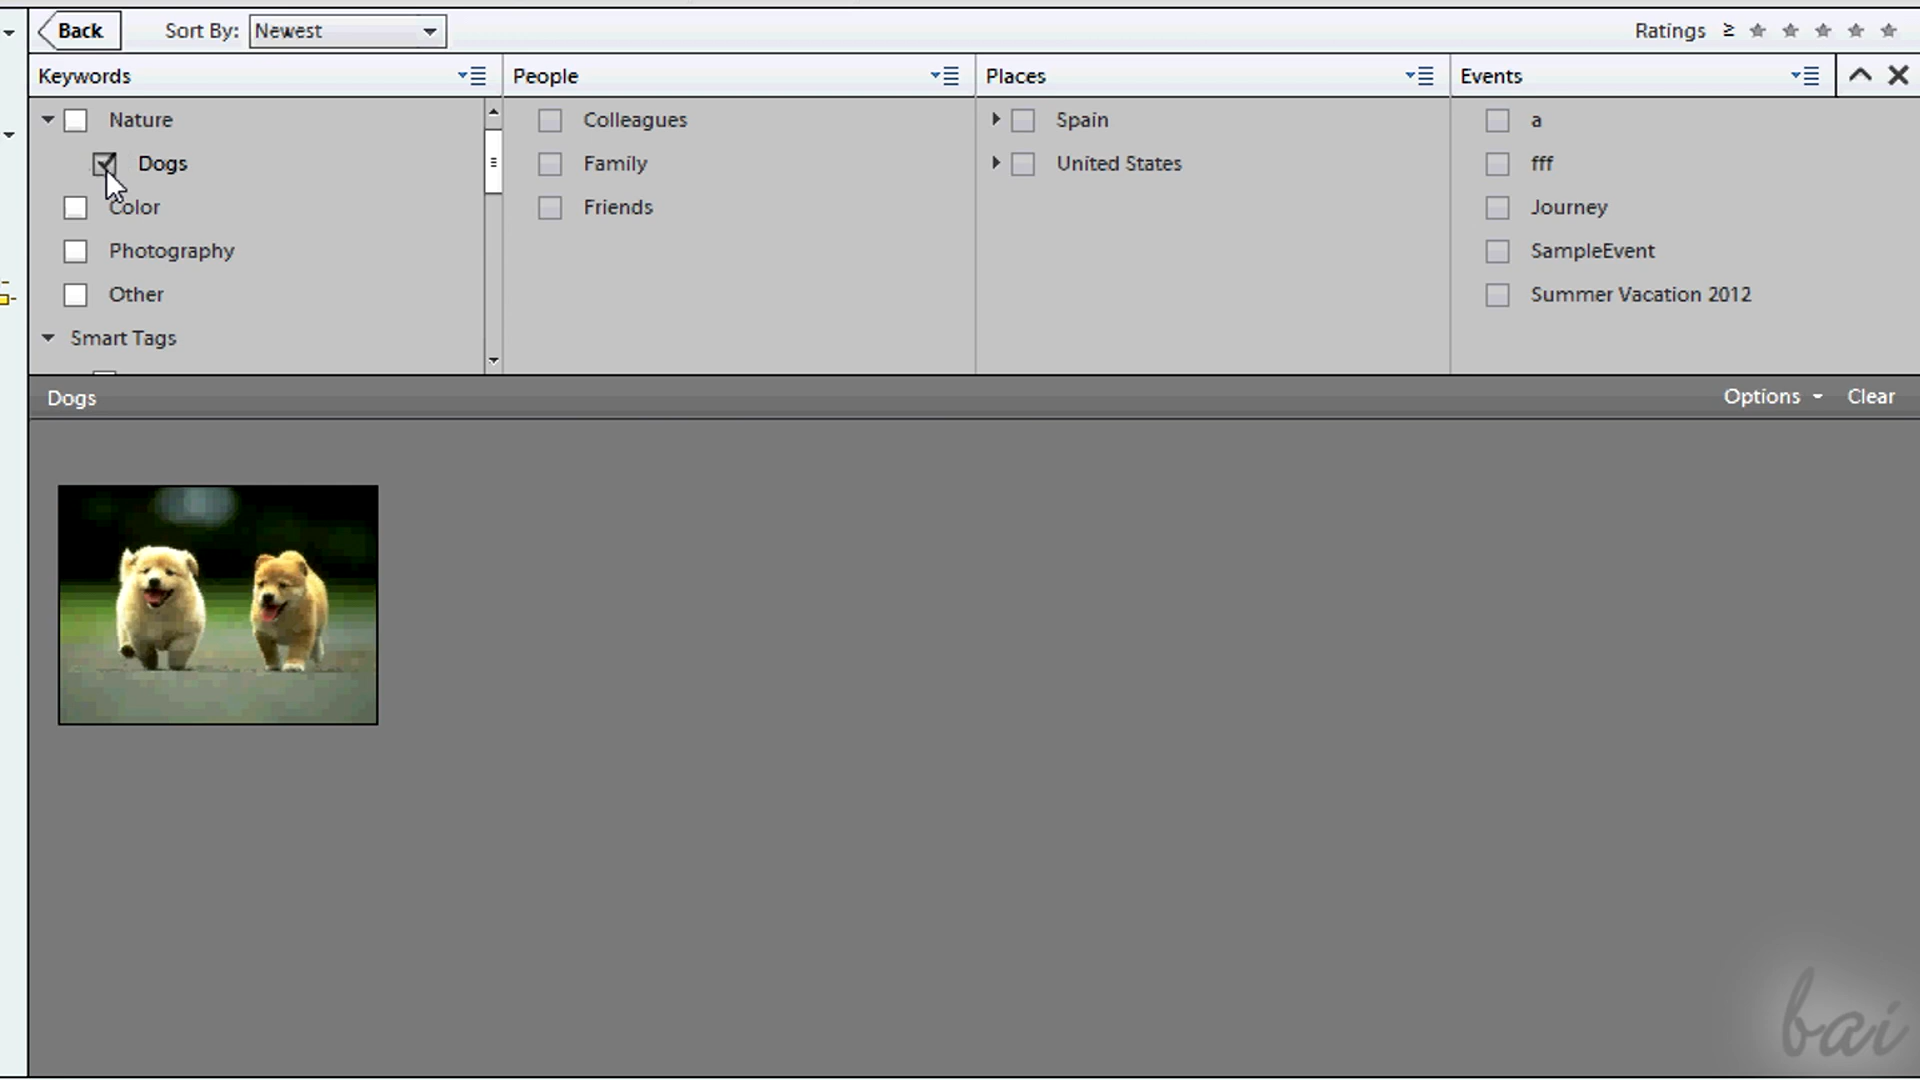 Back
Sort By: Newest
Ratings ≥
Keywords
People
Places
Events
Nature
Dogs
Color
Photography
Other
Smart Tags
Colleagues
Family
Friends
Spain
United States
a
fff
Journey
SampleEvent
Summer Vacation 2012
Dogs
Options
Clear
bai